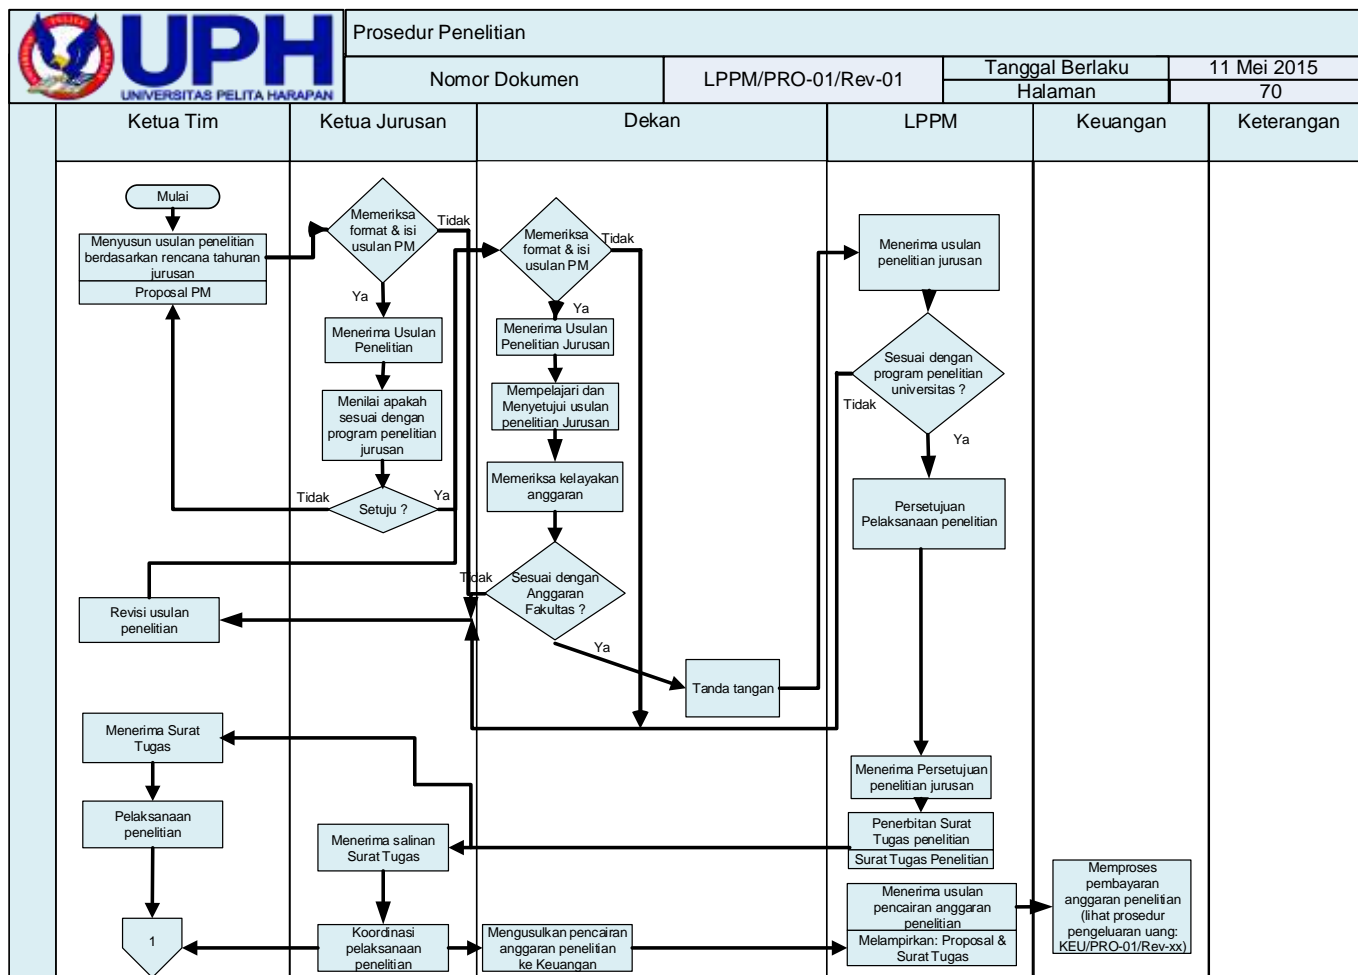 UPH
UNIVERSITAS PELITA HARAPAN
Prosedur Penelitian
Nomor Dokumen
LPPM/PRO-01/Rev-01
Tanggal Berlaku
11 Mei 2015
Halaman
70
Ketua Tim
Ketua Jurusan
Dekan
LPPM
Keuangan
Keterangan
Mulai
Menyusun usulan penelitian
berdasarkan rencana tahunan
jurusan
Proposal PM
Revisi usulan
penelitian
Menerima Surat
Tugas
Pelaksanaan
penelitian
1
Memeriksa
format & isi
usulan PM
Tidak
Ya
Menerima Usulan
Penelitian
Menilai apakah
sesuai dengan
program penelitian
jurusan
Tidak
Setuju ?
Ya
Menerima salinan
Surat Tugas
Koordinasi
pelaksanaan
penelitian
Memeriksa
format & isi
usulan PM
Tidak
Ya
Menerima Usulan
Penelitian Jurusan
Mempelajari dan
Menyetujui usulan
penelitian Jurusan
Memeriksa kelayakan
anggaran
Tidak
Sesuai dengan
Anggaran
Fakultas ?
Ya
Tanda tangan
Mengusulkan pencairan
anggaran penelitian
ke Keuangan
Menerima usulan
penelitian jurusan
Sesuai dengan
program penelitian
universitas ?
Tidak
Ya
Persetujuan
Pelaksanaan penelitian
Menerima Persetujuan
penelitian jurusan
Penerbitan Surat
Tugas penelitian
Surat Tugas Penelitian
Menerima usulan
pencairan anggaran
penelitian
Melampirkan: Proposal &
Surat Tugas
Memproses
pembayaran
anggaran penelitian
(lihat prosedur
pengeluaran uang:
KEU/PRO-01/Rev-xx)